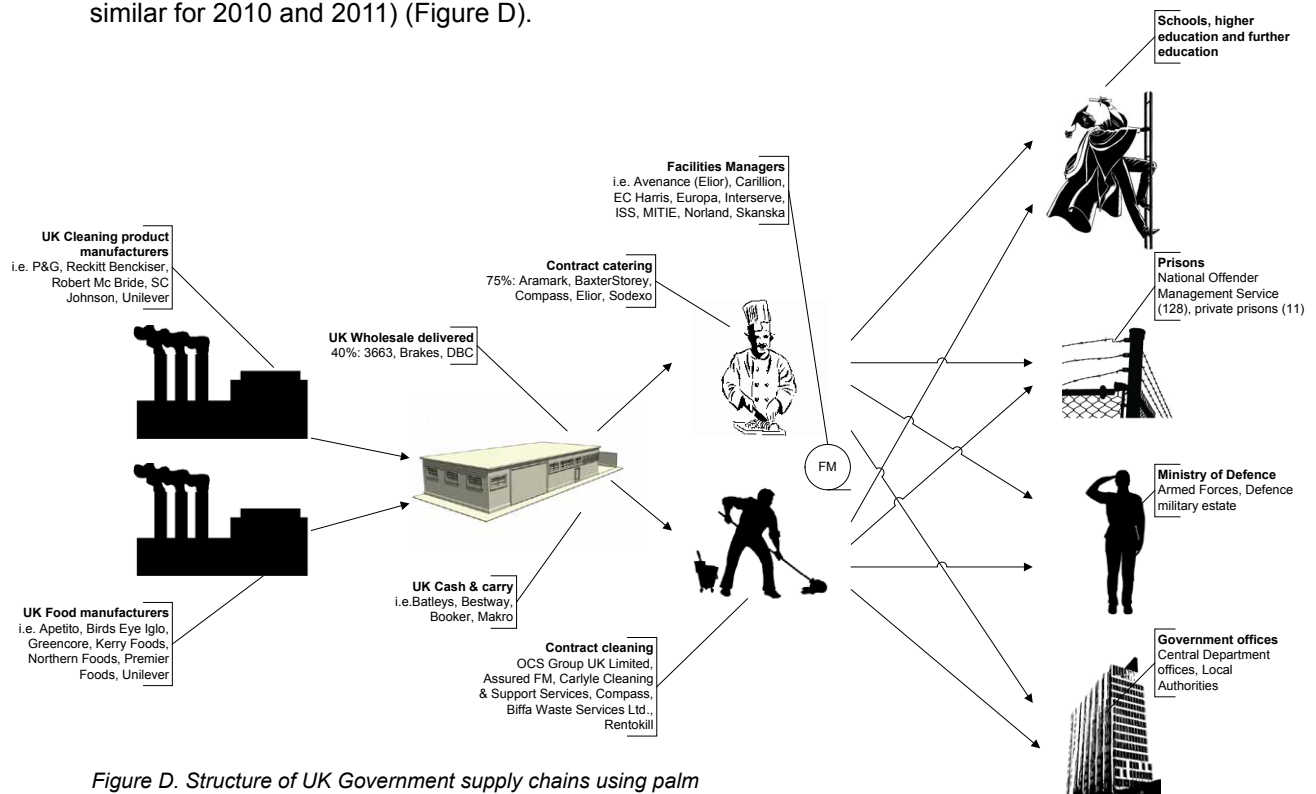 similar for 2010 and 2011) (Figure D).
Schools, higher
education and further
education
Facilities Managers
i.e. Avenance (Elior), Carillion,
EC Harris, Europa, Interserve,
ISS, MITIE, Norland, Skanska
UK Cleaning product
manufacturers
i.e. P&G, Reckitt Benckiser,
Robert Mc Bride, SC
Johnson, Unilever
Contract catering
75%: Aramark, BaxterStorey,
Compass, Elior, Sodexo
Prisons
National Offender
Management Service
(128), private prisons (11)
UK Wholesale delivered
40%: 3663, Brakes, DBC
FM
Ministry of Defence
Armed Forces, Defence
military estate
UK Cash & carry
i.e.Batleys, Bestway,
Booker, Makro
UK Food manufacturers
i.e. Apetito, Birds Eye Iglo,
Greencore, Kerry Foods,
Northern Foods, Premier
Foods, Unilever
Contract cleaning
OCS Group UK Limited,
Assured FM, Carlyle Cleaning
& Support Services, Compass,
Biffa Waste Services Ltd.,
Rentokill
Government offices
Central Department
offices, Local
Authorities
Figure D. Structure of UK Government supply chains using palm